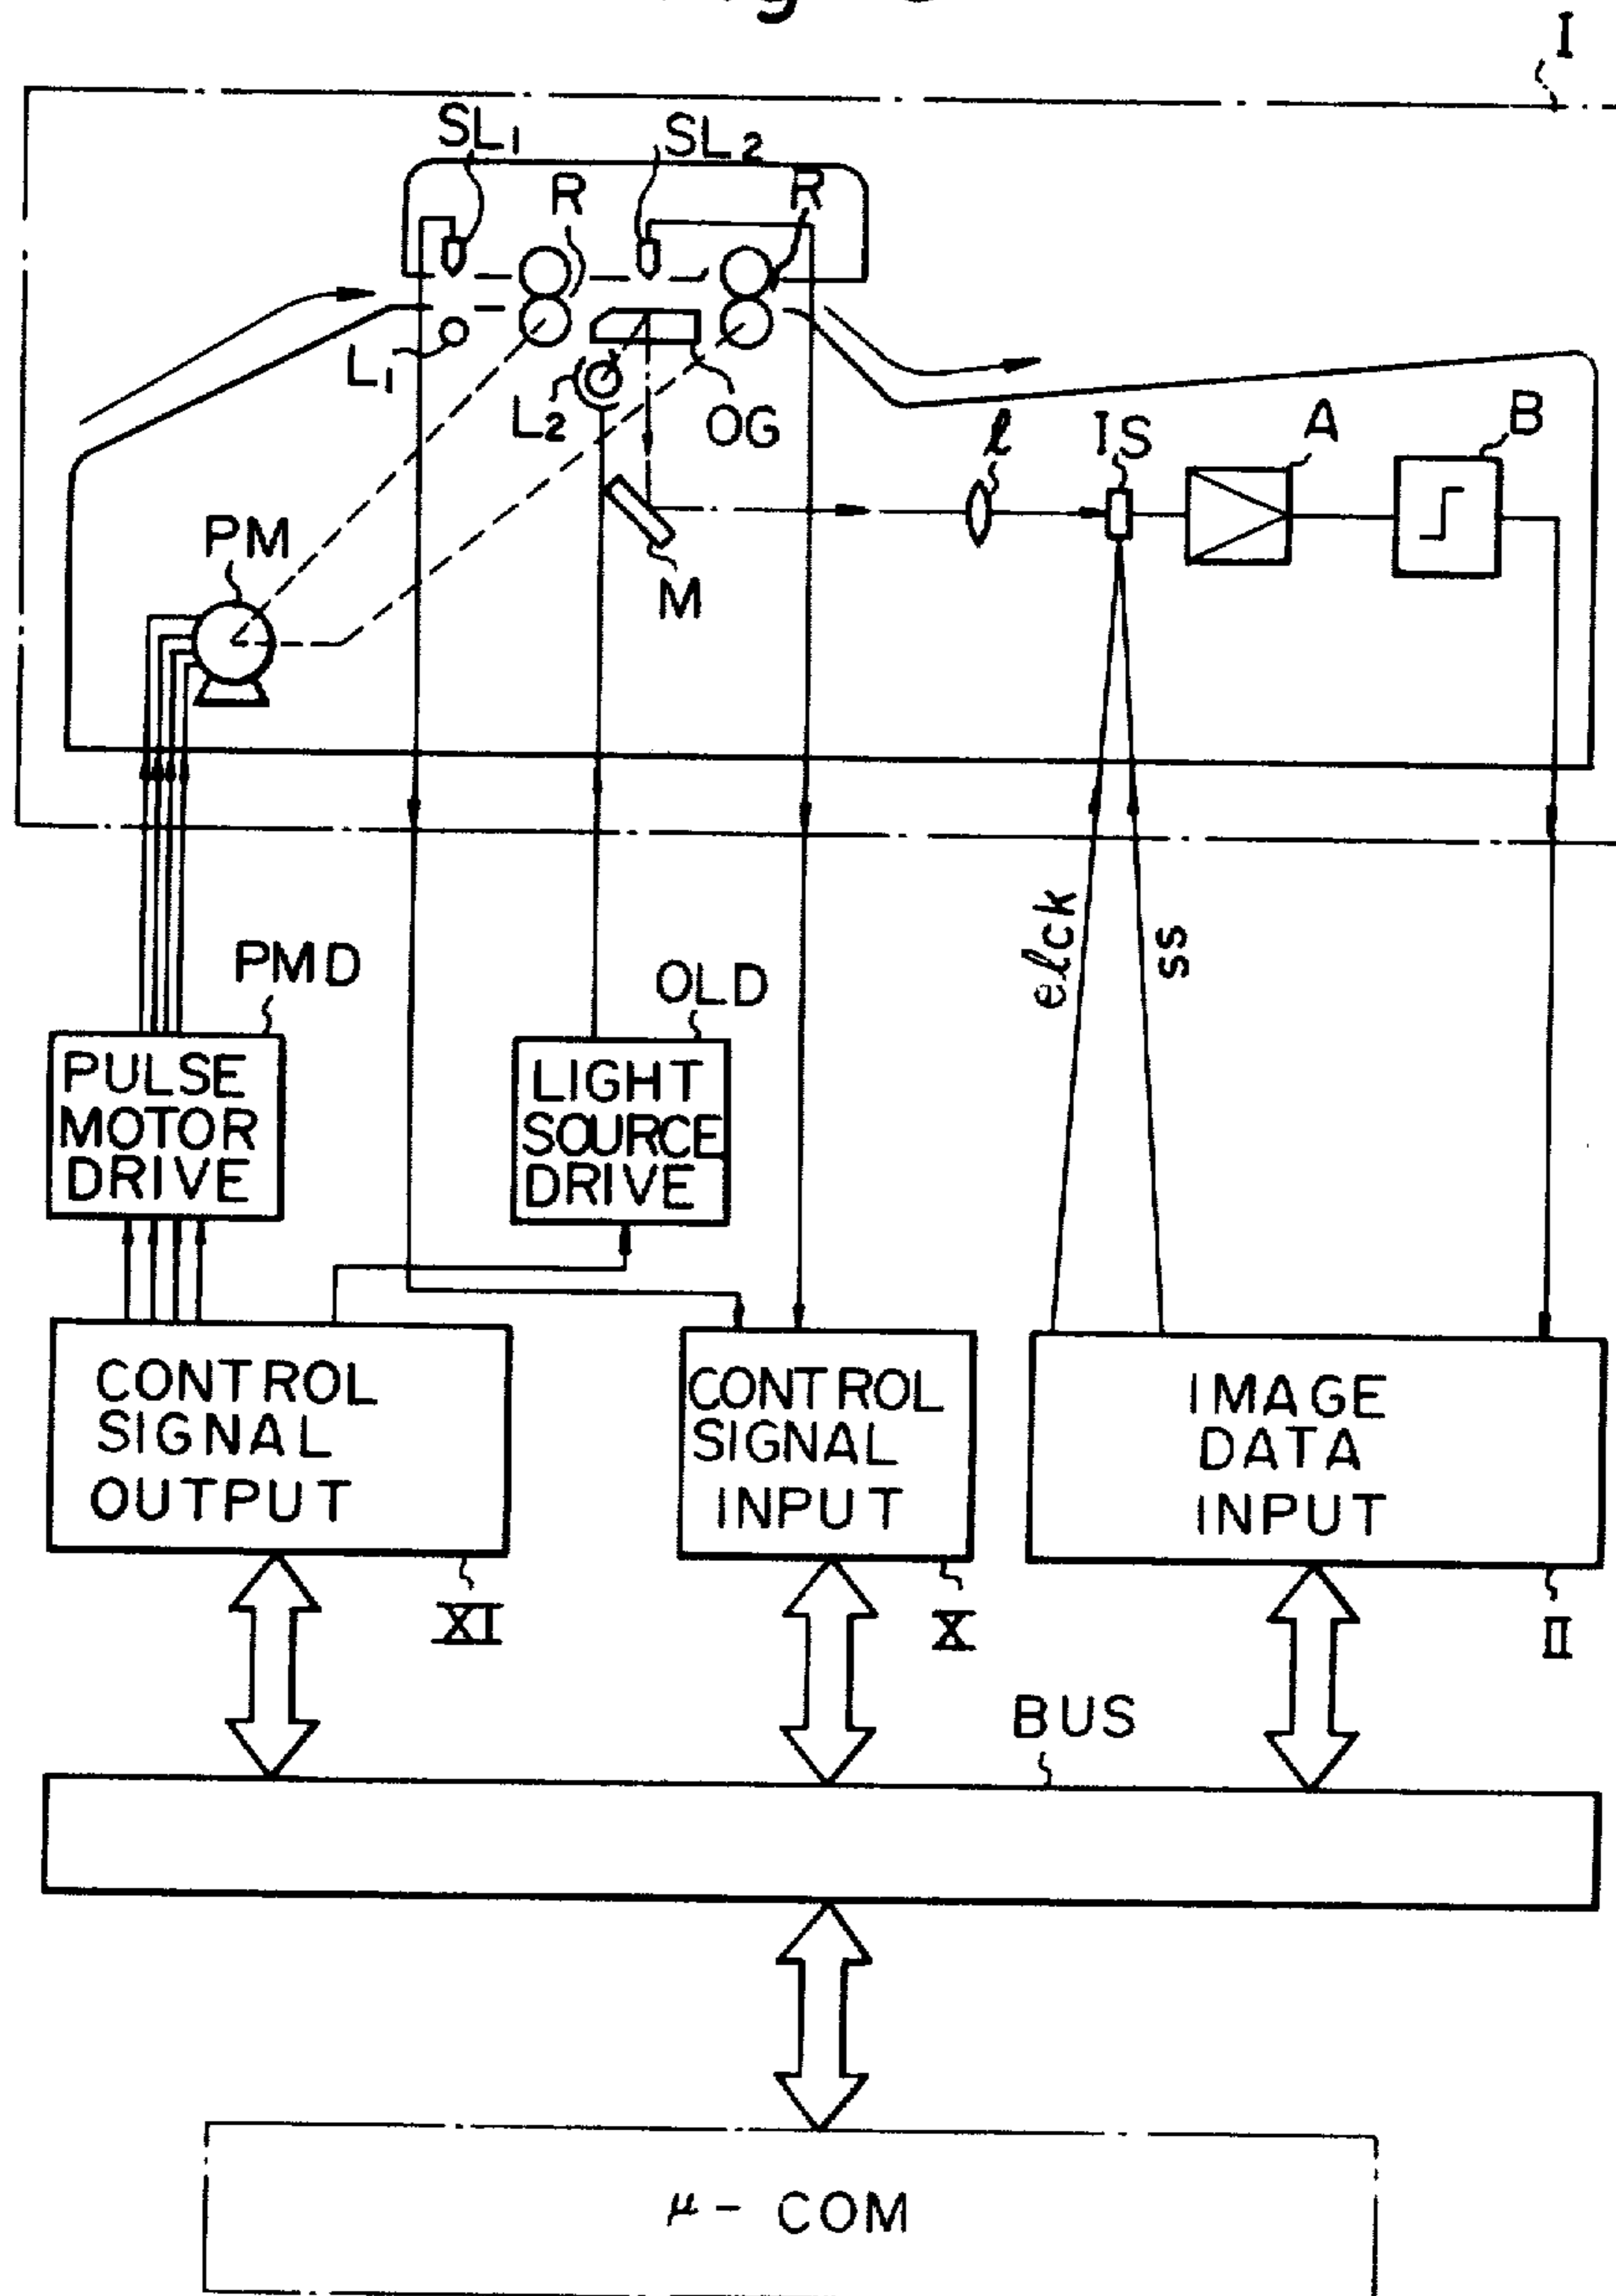 I
SL1
SL2
R
R
L1
L2
OG
ℓ
IS
A
B
PM
M
eℓck
ss
PMD
OLD
PULSE
MOTOR
DRIVE
LIGHT
SOURCE
DRIVE
CONTROL
SIGNAL
OUTPUT
CONTROL
SIGNAL
INPUT
IMAGE
DATA
INPUT
XI
X
II
BUS
μ- COM